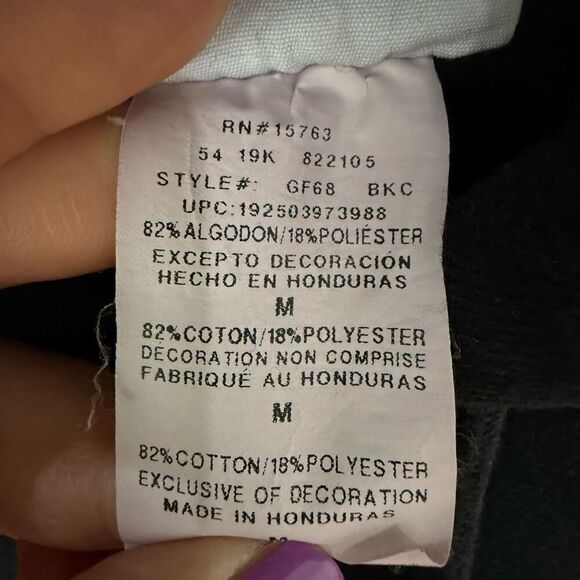 RN#15763
54 19K 822105
STYLE#: GF68 BKC
UPC:192503973988
82%ALGODON/18%POLIÉSTER
EXCEPTO DECORACIÓN
HECHO EN HONDURAS
M
82%COTON/18%POLYESTER
DECORATION NON COMPRISE
FABRIQUÉ AU HONDURAS
M
82%COTTON/18%POLYESTER
EXCLUSIVE OF DECORATION
MADE IN HONDURAS
M